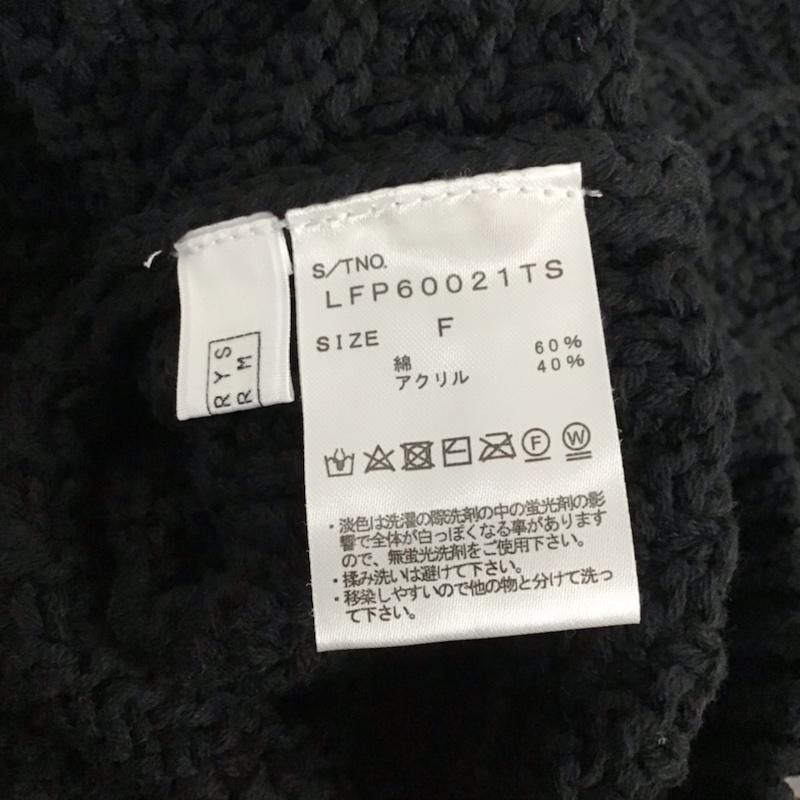 S/TNO.
LFP60021TS
SIZE F
綿 60%
アクリル 40%
F W
・淡色は洗濯の際洗剤の中の蛍光剤の影
響で全体が白っぽくなる事があります
ので、無蛍光洗剤をご使用下さい。
・揉み洗いは避けて下さい。
・移染しやすいので他の物と分けて洗っ
て下さい。
RYS
RM